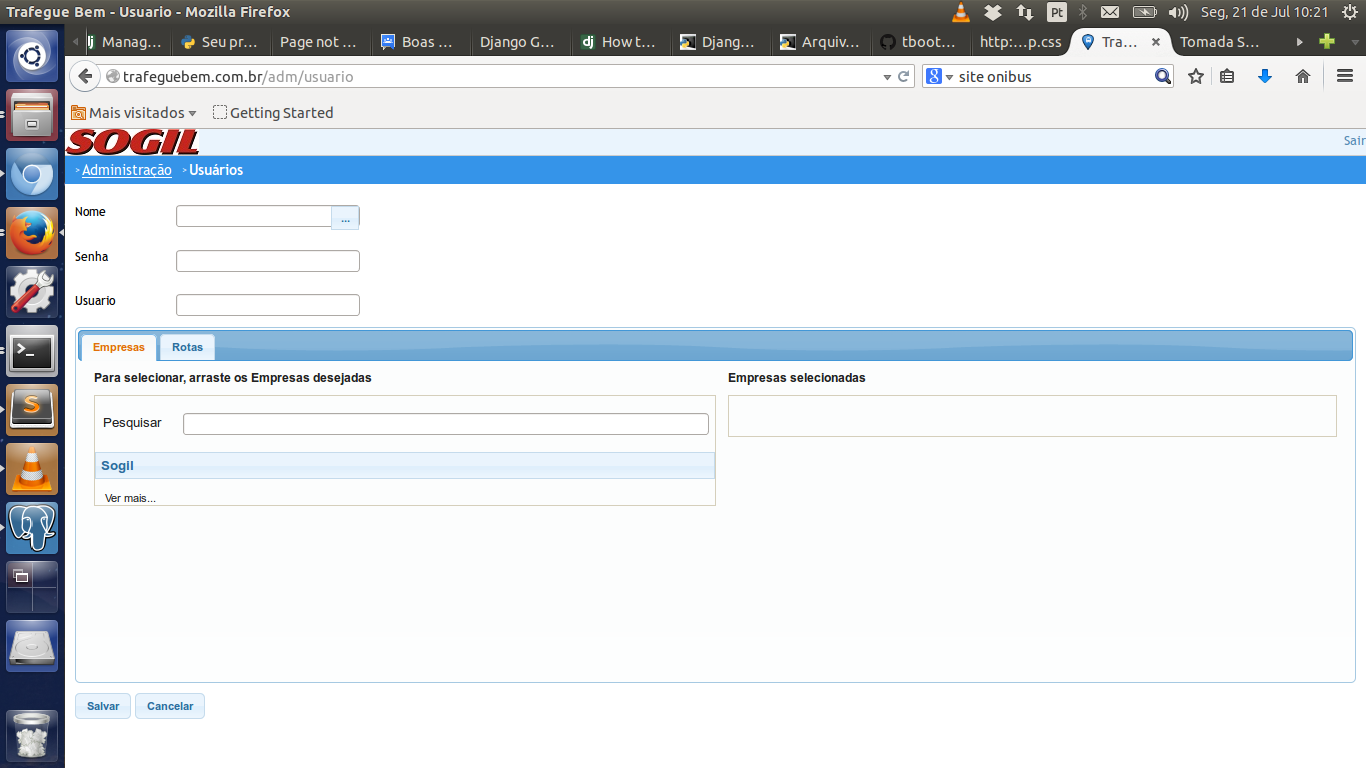 Trafegue Bem - Usuario - Mozilla Firefox
Pt
Seg, 21 de Jul 10:21
Manag...
Seu pr...
Page not ...
Boas ...
Django G...
How t...
Djang...
Arquiv...
tboot...
http:...p.css
Tra...
Tomada S...
trafeguebem.com.br/adm/usuario
site onibus
Mais visitados
Getting Started
SOGIL
Sair
> Administração > Usuários
Nome
...
Senha
Usuario
Empresas
Rotas
Para selecionar, arraste os Empresas desejadas
Empresas selecionadas
Pesquisar
Sogil
Ver mais...
Salvar
Cancelar